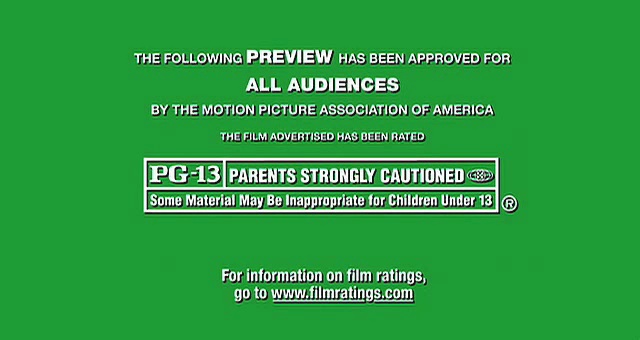 THE FOLLOWING PREVIEW HAS BEEN APPROVED FOR
ALL AUDIENCES
BY THE MOTION PICTURE ASSOCIATION OF AMERICA
THE FILM ADVERTISED HAS BEEN RATED
PG-13 PARENTS STRONGLY CAUTIONED
Some Material May Be Inappropriate for Children Under 13 ®
For information on film ratings,
go to www.filmratings.com